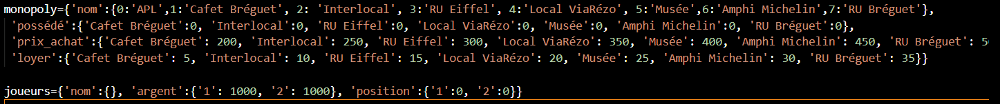 monopoly={'nom':{0:'APL',1:'Cafet Bréguet', 2: 'Interlocal', 3:'RU Eiffel', 4:'Local ViaRézo', 5:'Musée',6:'Amphi Michelin',7:'RU Bréguet'},
'possédé':{'Cafet Bréguet':0, 'Interlocal':0, 'RU Eiffel':0, 'Local ViaRézo':0, 'Musée':0, 'Amphi Michelin':0, 'RU Bréguet':0},
'prix_achat':{'Cafet Bréguet': 200, 'Interlocal': 250, 'RU Eiffel': 300, 'Local ViaRézo': 350, 'Musée': 400, 'Amphi Michelin': 450, 'RU Bréguet':
'loyer':{'Cafet Bréguet': 5, 'Interlocal': 10, 'RU Eiffel': 15, 'Local ViaRézo': 20, 'Musée': 25, 'Amphi Michelin': 30, 'RU Bréguet': 35}}
joueurs={'nom':{}, 'argent':{'1': 1000, '2': 1000}, 'position':{'1':0, '2':0}}